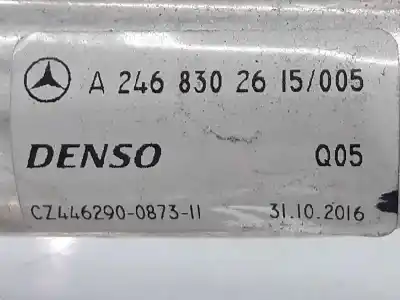 A 246 830 26 15/005
DENSO Q05
CZ446290-0873-11 31.10.2016